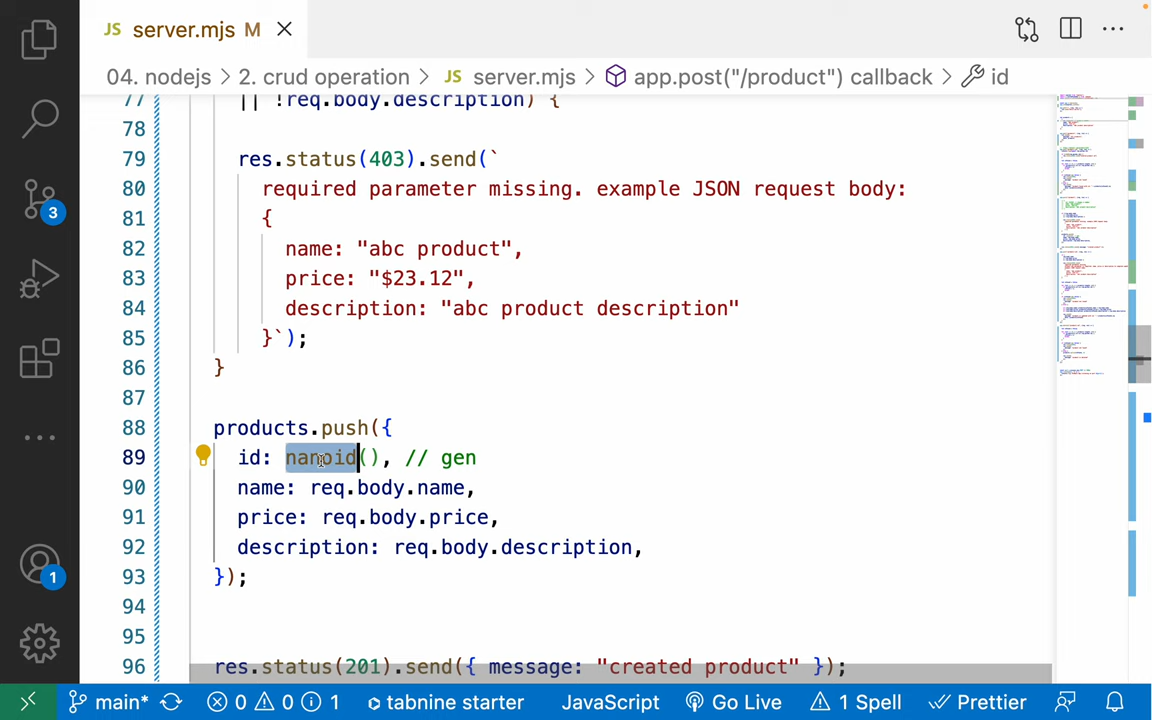 JS server.mjs M
04. nodejs > 2. crud operation > JS server.mjs > app.post("/product") callback > id
77 || !req.body.description) {
78
79 res.status(403).send(`
80 required parameter missing. example JSON request body:
81 {
82 name: "abc product",
83 price: "$23.12",
84 description: "abc product description"
85 }`);
86 }
87
88 products.push({
89 id: nanoid(), // gen
90 name: req.body.name,
91 price: req.body.price,
92 description: req.body.description,
93 });
94
95
96 res.status(201).send({ message: "created product" });
3
1
main* 0 0 1 tabnine starter JavaScript Go Live 1 Spell Prettier